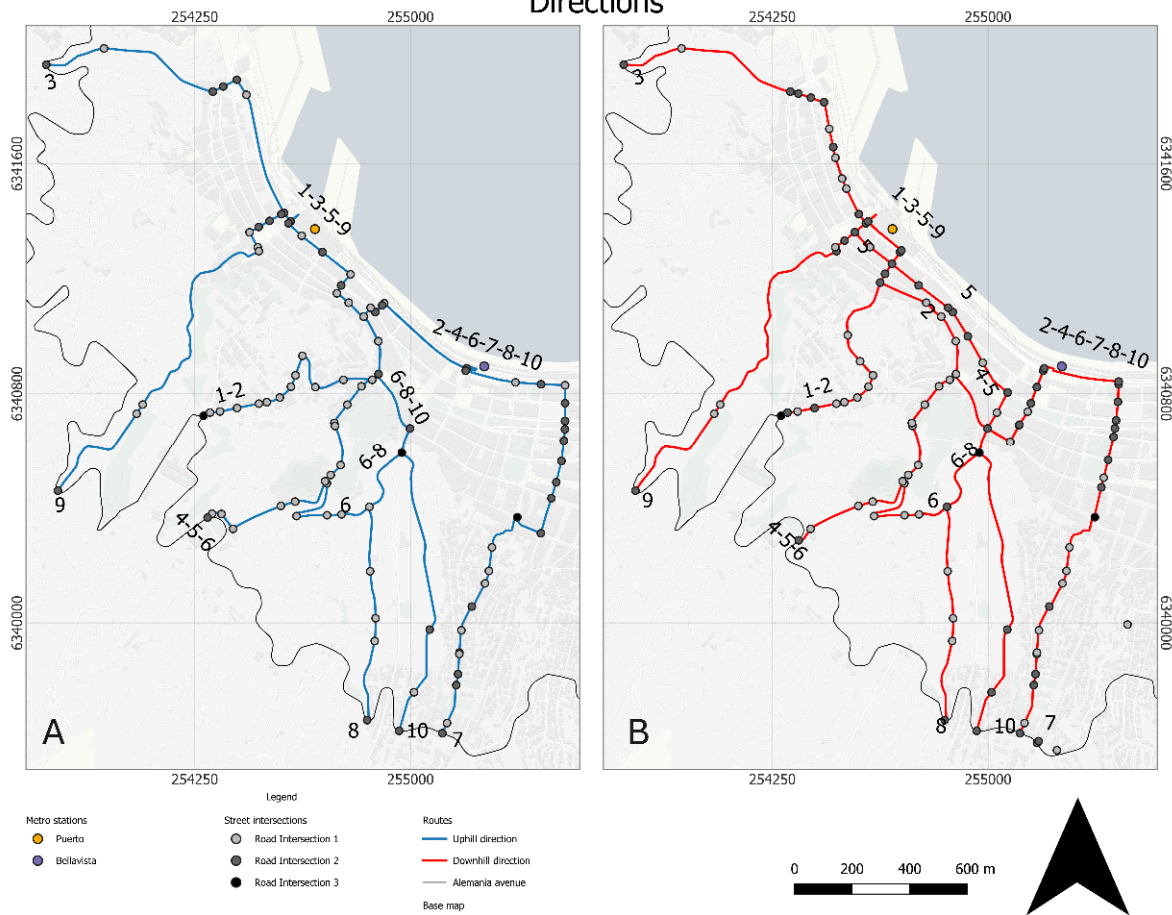 Directions
254250 255000 254250 255000
3 3
6341600 6341600
1-3-5-9 1-3-5-9
5
5
2
2-4-6-7-8-10 2-4-6-7-8-10
4-5
6340800 6340800
1-2 6-8-10 1-2
6-8 6-8
9 6 9 6
4-5-6 4-5-6
6340000 6340000
A 8 10 7 B 8 10 7
254250 255000 254250 255000
Legend
Metro stations Street intersections Routes
Puerto Road Intersection 1 Uphill direction
Bellavista Road Intersection 2 Downhill direction
Road Intersection 3 Alemania avenue
Base map
0 200 400 600 m